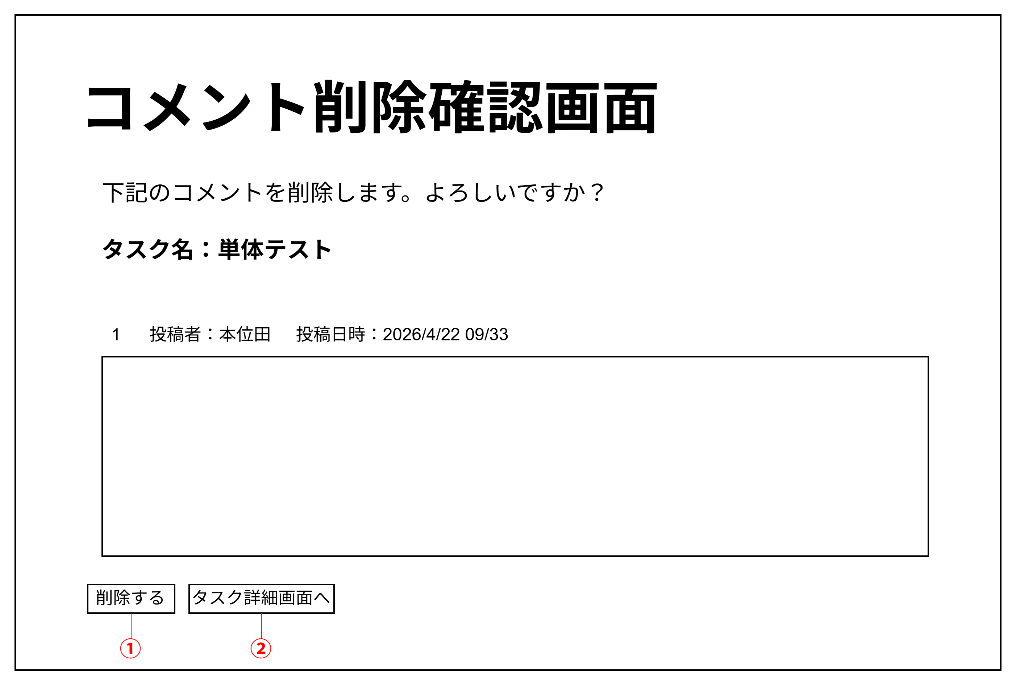 コメント削除確認画面
下記のコメントを削除します。よろしいですか？
タスク名：単体テスト
1 投稿者：本位田 投稿日時：2026/4/22 09/33
削除する タスク詳細画面へ
① ②